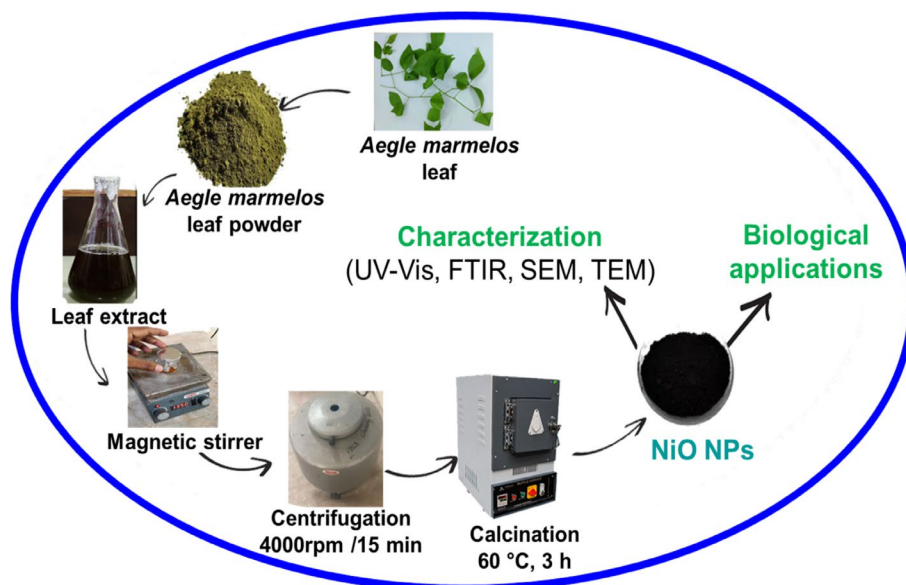 Aegle marmelos
leaf
Aegle marmelos
leaf powder
Leaf extract
Magnetic stirrer
Centrifugation
4000rpm /15 min
Calcination
60 °C, 3 h
NiO NPs
Characterization
(UV-Vis, FTIR, SEM, TEM)
Biological
applications